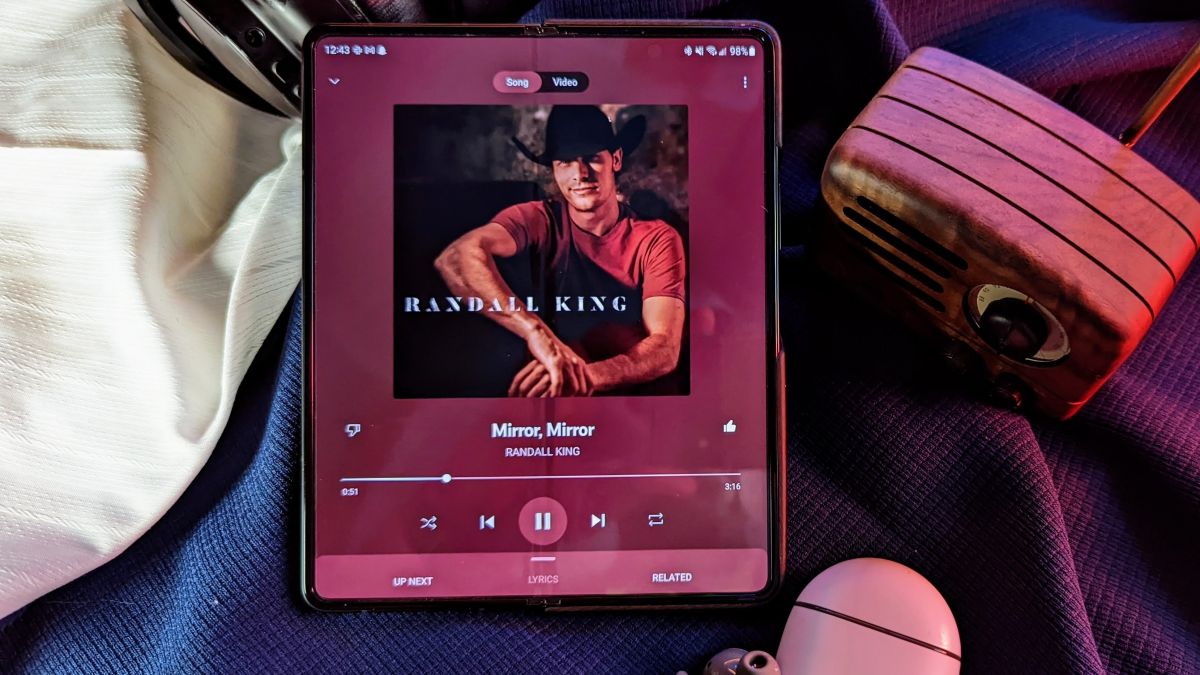 12:43
98%
Song Video
RANDALL KING
Mirror, Mirror
RANDALL KING
0:51
3:16
UP NEXT LYRICS RELATED